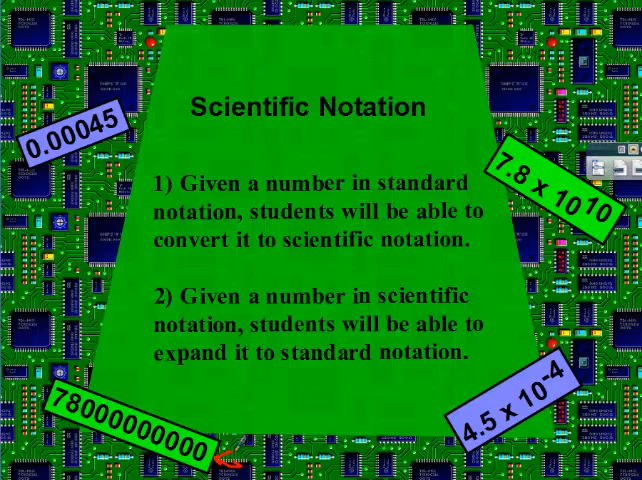 Scientific Notation
0.00045
7.8 x 10^10
1) Given a number in standard
notation, students will be able to
convert it to scientific notation.
2) Given a number in scientific
notation, students will be able to
expand it to standard notation.
78000000000
4.5 x 10^-4